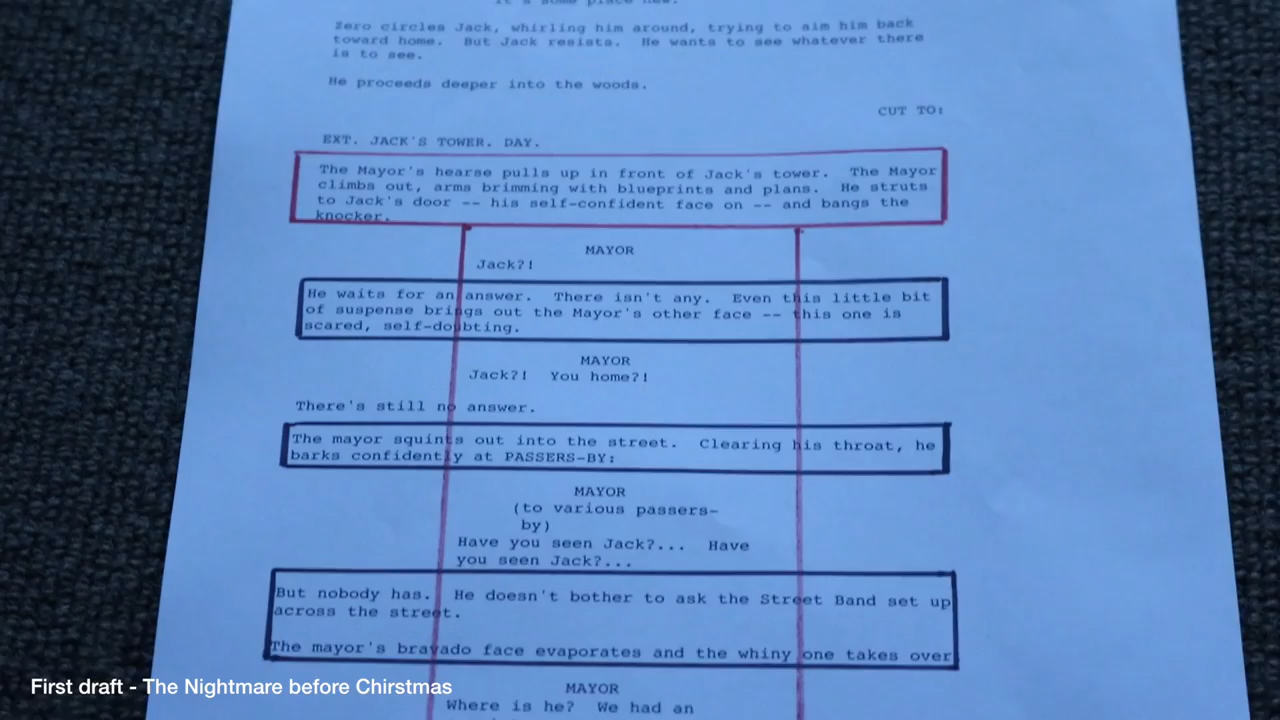 it's some place new.
Zero circles Jack, whirling him around, trying to aim him back
toward home.  But Jack resists.  He wants to see whatever there
is to see.
He proceeds deeper into the woods.
CUT TO:
EXT. JACK'S TOWER. DAY.
The Mayor's hearse pulls up in front of Jack's tower.  The Mayor
climbs out, arms brimming with blueprints and plans.  He struts
to Jack's door -- his self-confident face on -- and bangs the
knocker.
MAYOR
Jack?!
He waits for an answer.  There isn't any.  Even this little bit
of suspense brings out the Mayor's other face -- this one is
scared, self-doubting.
MAYOR
Jack?!  You home?!
There's still no answer.
The mayor squints out into the street.  Clearing his throat, he
barks confidently at PASSERS-BY:
MAYOR
(to various passers-
by)
Have you seen Jack?...  Have
you seen Jack?...
But nobody has.  He doesn't bother to ask the Street Band set up
across the street.
The mayor's bravado face evaporates and the whiny one takes over
MAYOR
Where is he?  We had an
First draft - The Nightmare before Chirstmas